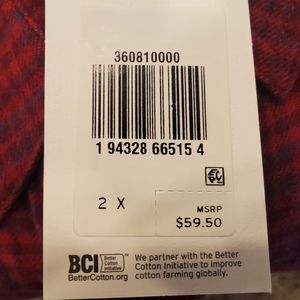 360810000
1 94328 66515 4
2 X
MSRP
$59.50
BCI Better Cotton Initiative ™
BetterCotton.org
We partner with the Better
Cotton Initiative to improve
cotton farming globally.